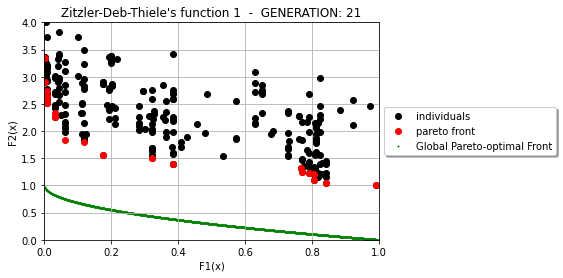 Zitzler-Deb-Thiele's function 1 - GENERATION: 21
4.0
3.5
3.0
2.5
2.0
1.5
1.0
0.5
0.0
F2(x)
0.0 0.2 0.4 0.6 0.8 1.0
F1(x)
individuals
pareto front
Global Pareto-optimal Front